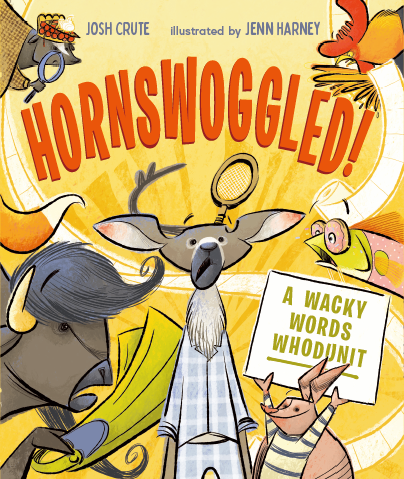 JOSH CRUTE illustrated by JENN HARNEY
HORNSWOGGLED!
A WACKY
WORDS
WHODUNIT